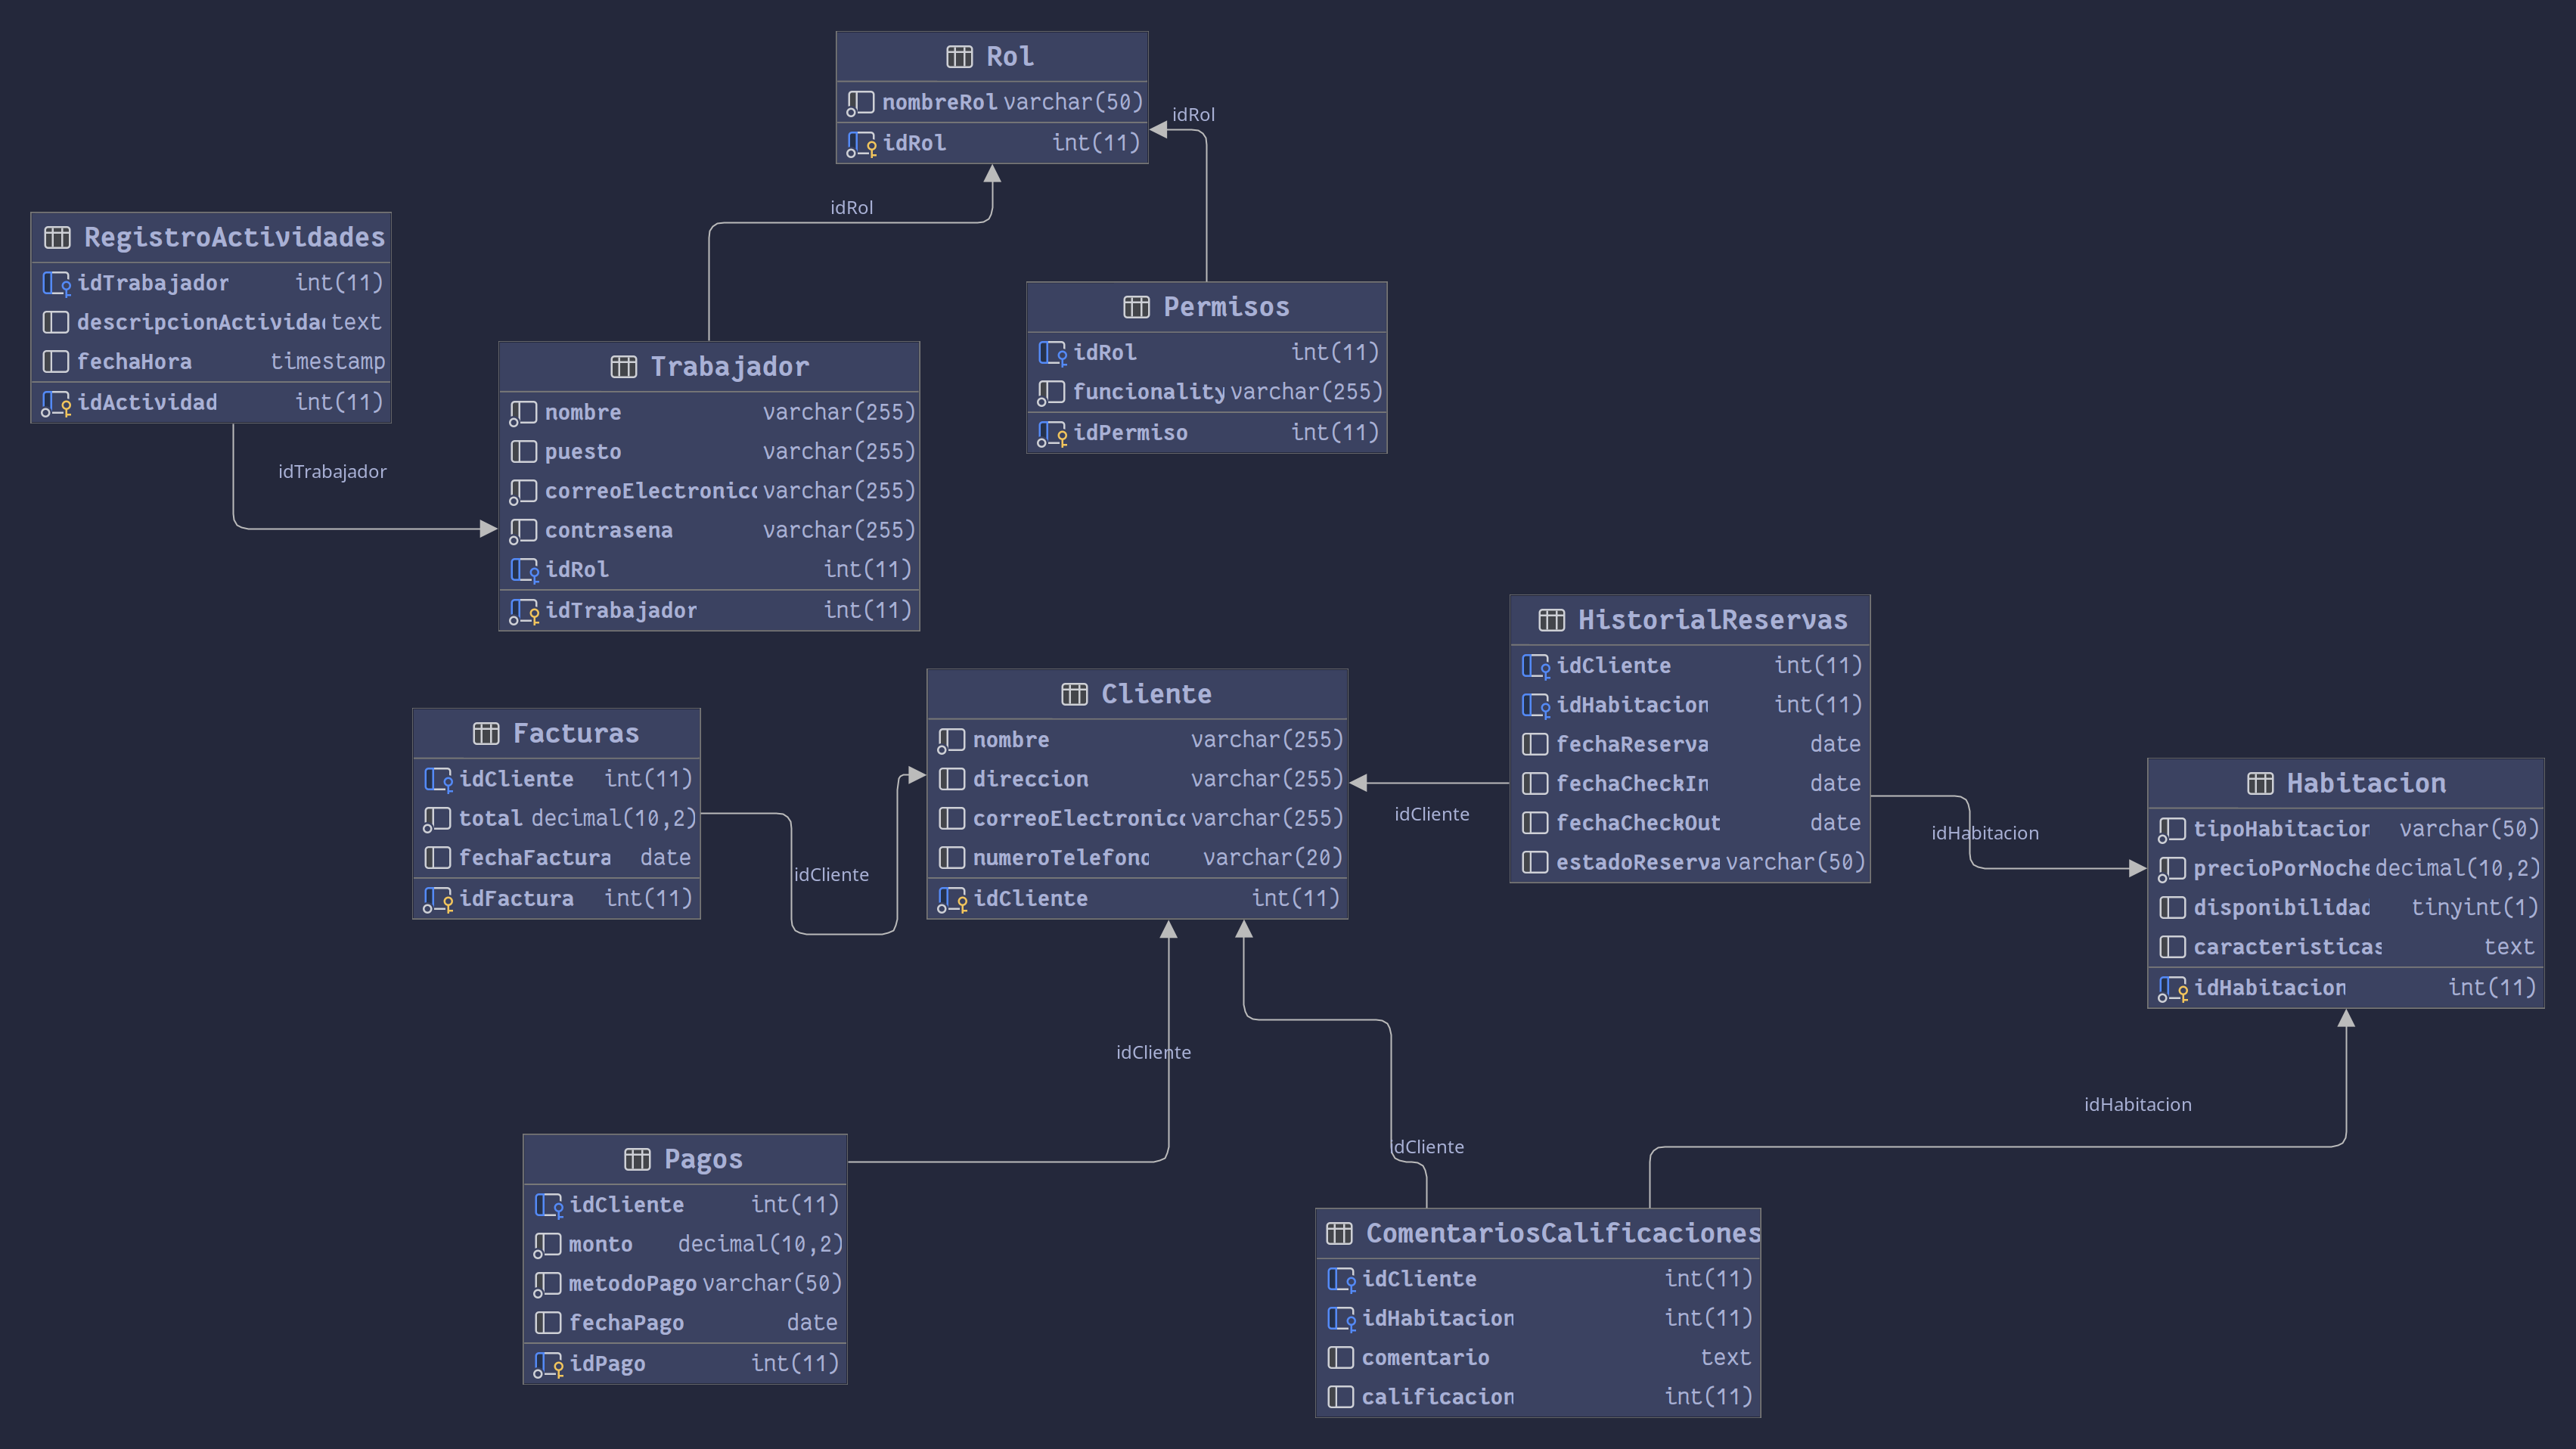 Rol
nombreRol varchar(50)
idRol int(11)
idRol
idRol
RegistroActividades
idTrabajador int(11)
descripcionActividad text
fechaHora timestamp
idActividad int(11)
idTrabajador
Permisos
idRol int(11)
funcionality varchar(255)
idPermiso int(11)
Trabajador
nombre varchar(255)
puesto varchar(255)
correoElectronico varchar(255)
contrasena varchar(255)
idRol int(11)
idTrabajador int(11)
HistorialReservas
idCliente int(11)
idHabitacion int(11)
fechaReserva date
fechaCheckIn date
fechaCheckOut date
estadoReserva varchar(50)
Cliente
nombre varchar(255)
direccion varchar(255)
correoElectronico varchar(255)
numeroTelefono varchar(20)
idCliente int(11)
Facturas
idCliente int(11)
total decimal(10,2)
fechaFactura date
idFactura int(11)
idCliente
idCliente
idHabitacion
Habitacion
tipoHabitacion varchar(50)
precioPorNoche decimal(10,2)
disponibilidad tinyint(1)
caracteristicas text
idHabitacion int(11)
idCliente
idCliente
idHabitacion
Pagos
idCliente int(11)
monto decimal(10,2)
metodoPago varchar(50)
fechaPago date
idPago int(11)
ComentariosCalificaciones
idCliente int(11)
idHabitacion int(11)
comentario text
calificacion int(11)